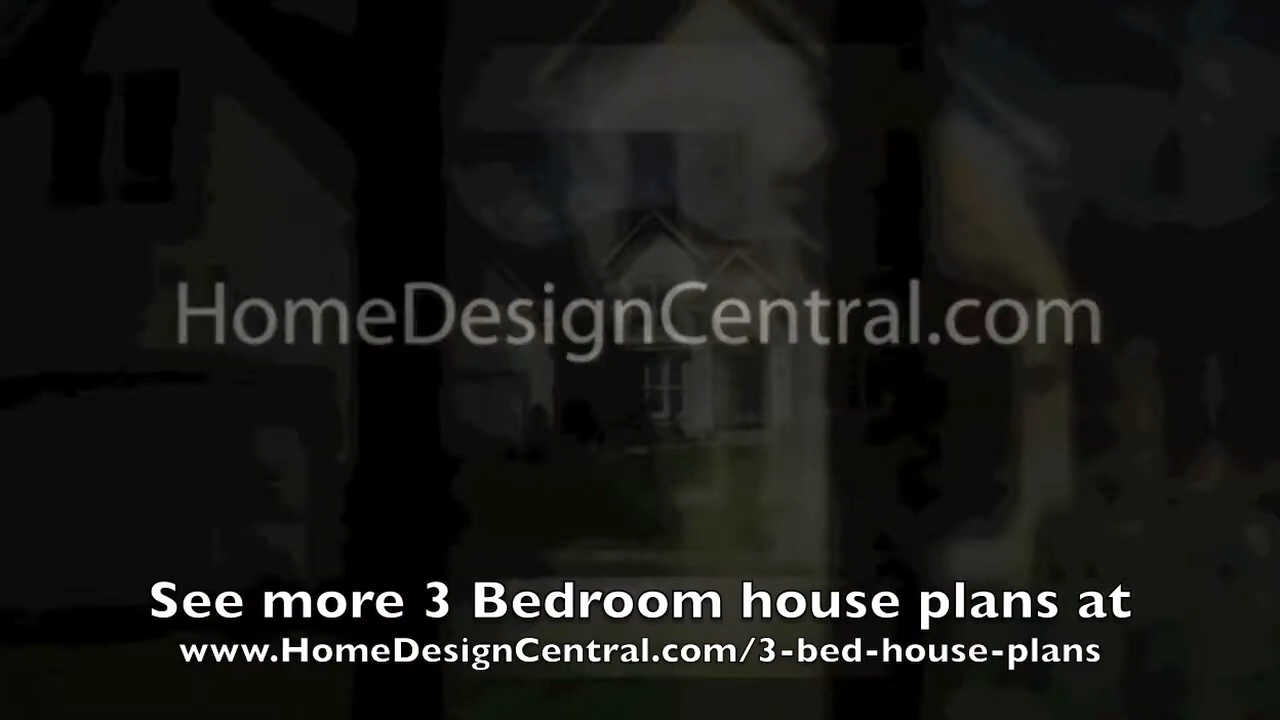 HomeDesignCentral.com
See more 3 Bedroom house plans at
www.HomeDesignCentral.com/3-bed-house-plans